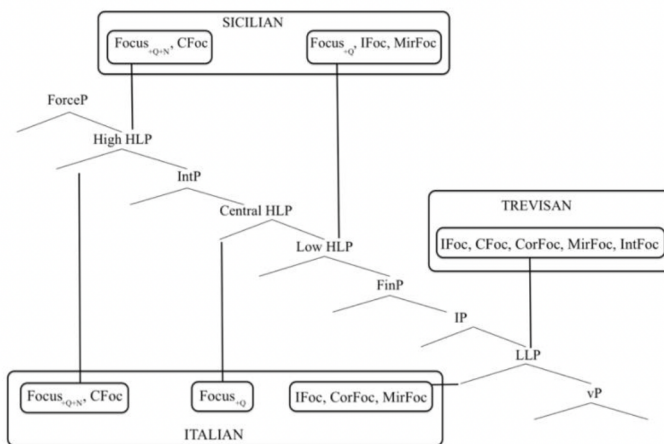 SICILIAN
Focus+Q+N, CFoc
Focus+Q, IFoc, MirFoc
ForceP
High HLP
IntP
Central HLP
TREVISAN
IFoc, CFoc, CorFoc, MirFoc, IntFoc
Low HLP
FinP
IP
LLP
vP
Focus+Q+N, CFoc
Focus+Q
IFoc, CorFoc, MirFoc
ITALIAN